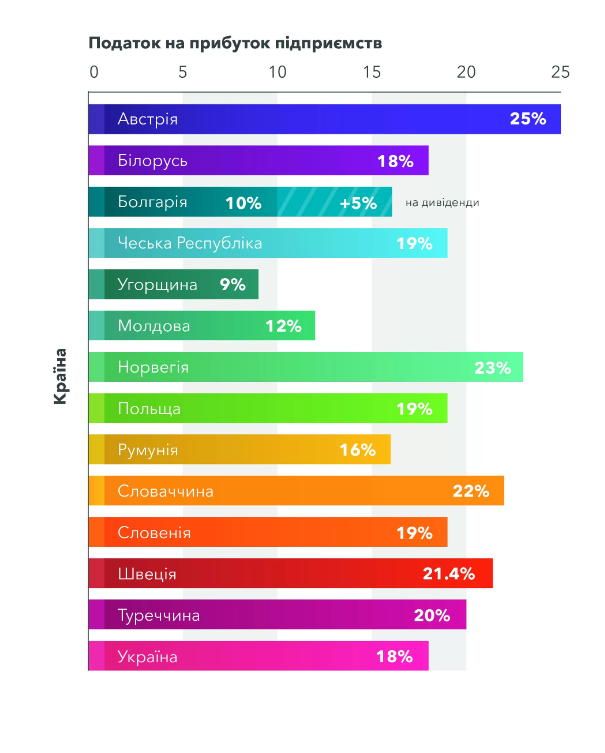 Податок на прибуток підприємств
0 5 10 15 20 25
Австрія 25%
Білорусь 18%
Болгарія 10% +5% на дивіденди
Чеська Республіка 19%
Угорщина 9%
Молдова 12%
Норвегія 23%
Польща 19%
Румунія 16%
Словаччина 22%
Словенія 19%
Швеція 21.4%
Туреччина 20%
Україна 18%
Країна